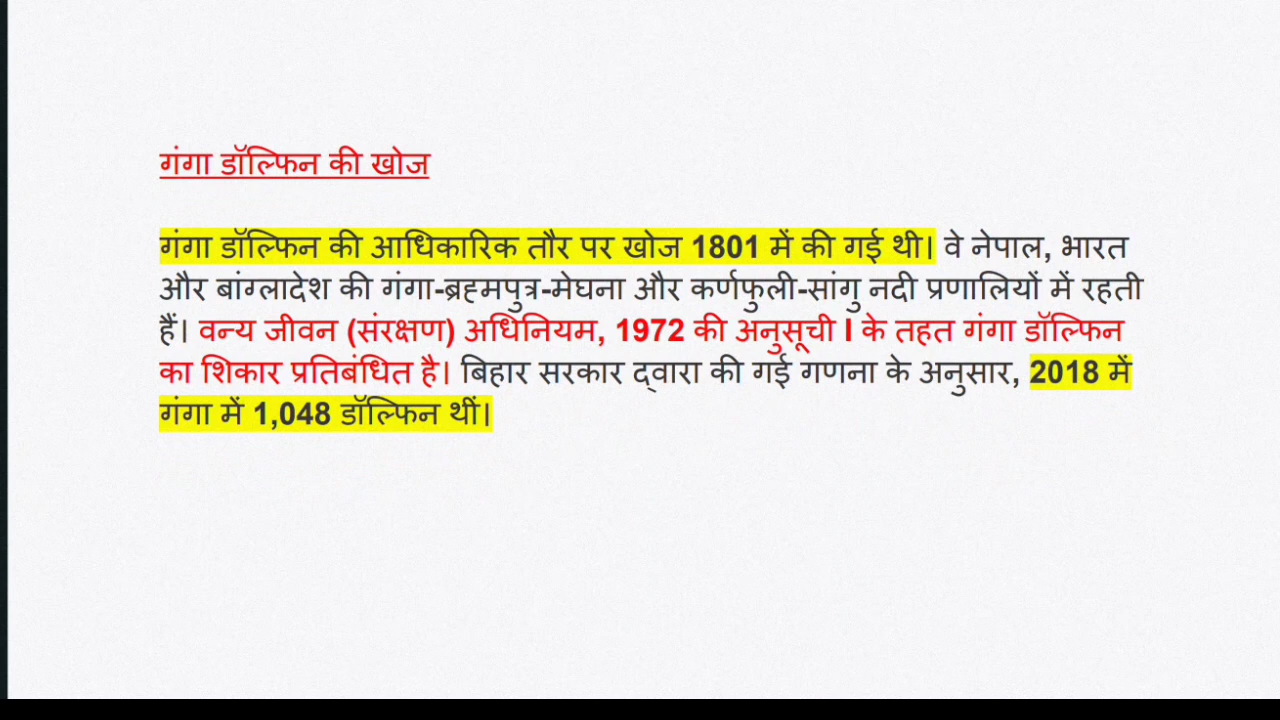 गंगा डॉल्फिन की खोज
गंगा डॉल्फिन की आधिकारिक तौर पर खोज 1801 में की गई थी। वे नेपाल, भारत
और बांग्लादेश की गंगा-ब्रह्मपुत्र-मेघना और कर्णफुली-सांगु नदी प्रणालियों में रहती
हैं। वन्य जीवन (संरक्षण) अधिनियम, 1972 की अनुसूची I के तहत गंगा डॉल्फिन
का शिकार प्रतिबंधित है। बिहार सरकार द्वारा की गई गणना के अनुसार, 2018 में
गंगा में 1,048 डॉल्फिन थीं।